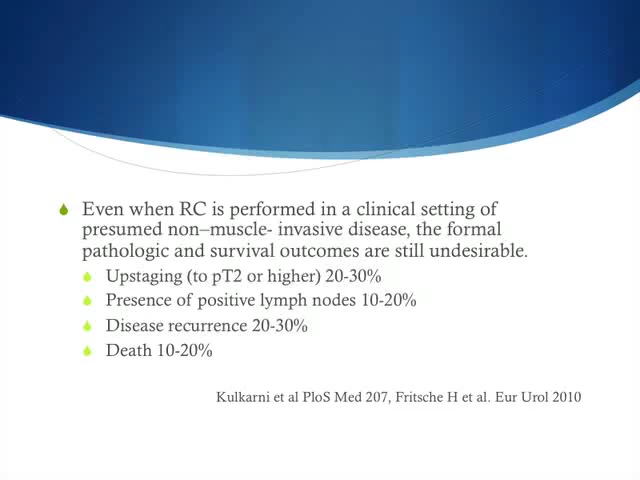 Even when RC is performed in a clinical setting of
presumed non–muscle- invasive disease, the formal
pathologic and survival outcomes are still undesirable.
Upstaging (to pT2 or higher) 20-30%
Presence of positive lymph nodes 10-20%
Disease recurrence 20-30%
Death 10-20%
Kulkarni et al PloS Med 207, Fritsche H et al. Eur Urol 2010